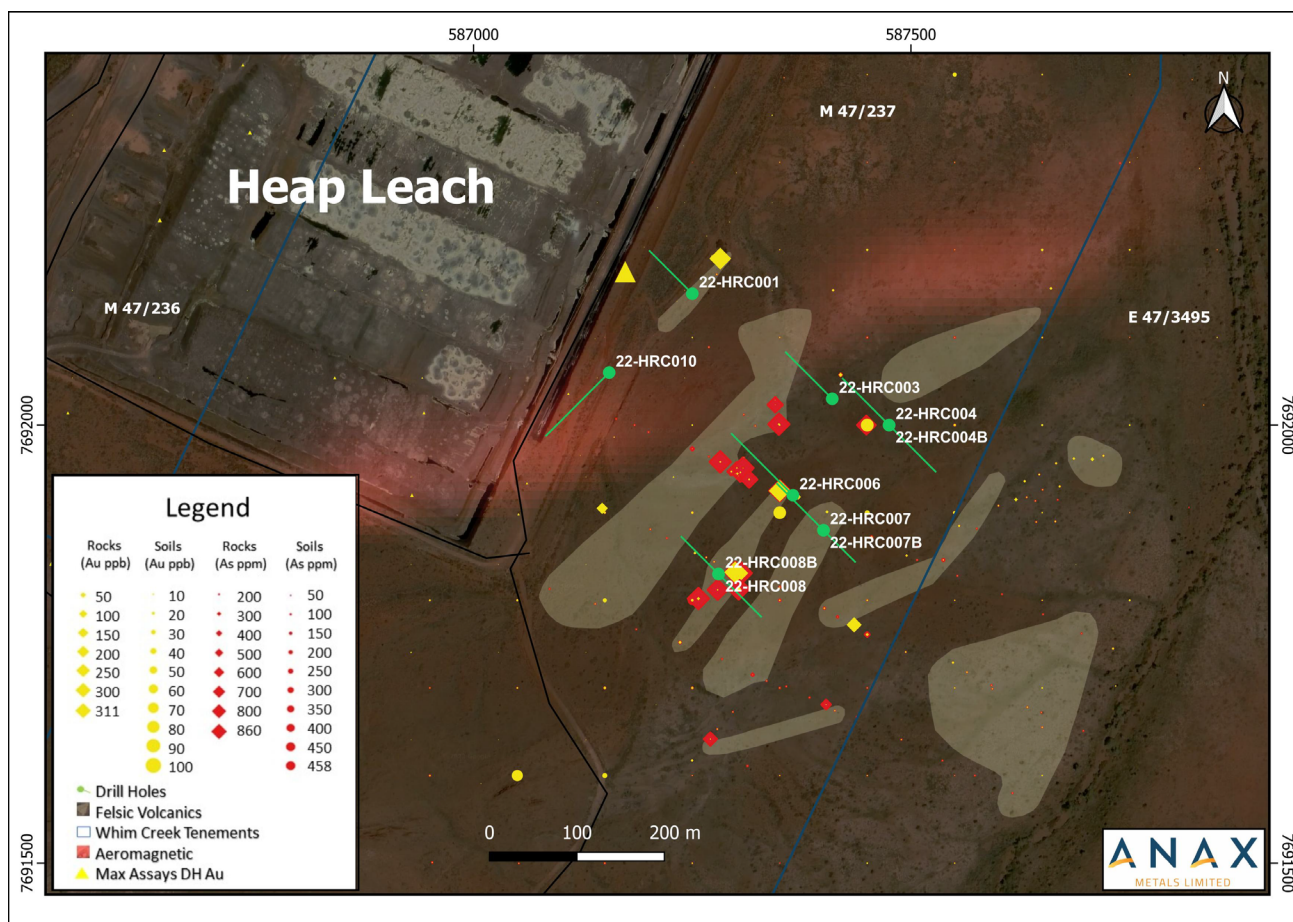 587000
587500
N
M 47/237
Heap Leach
M 47/236
E 47/3495
22-HRC001
22-HRC010
22-HRC003
22-HRC004
22-HRC004B
7692000
7692000
22-HRC006
22-HRC007
22-HRC007B
22-HRC008B
22-HRC008
Legend
Rocks Soils Rocks Soils
(Au ppb) (Au ppb) (As ppm) (As ppm)
50 10 200 50
100 20 300 100
150 30 400 150
200 40 500 200
250 50 600 250
300 60 700 300
311 70 800 350
80 860 400
90 450
100 458
Drill Holes
Felsic Volcanics
Whim Creek Tenements
Aeromagnetic
Max Assays DH Au
0 100 200 m
7691500
7691500
ANAX
METALS LIMITED